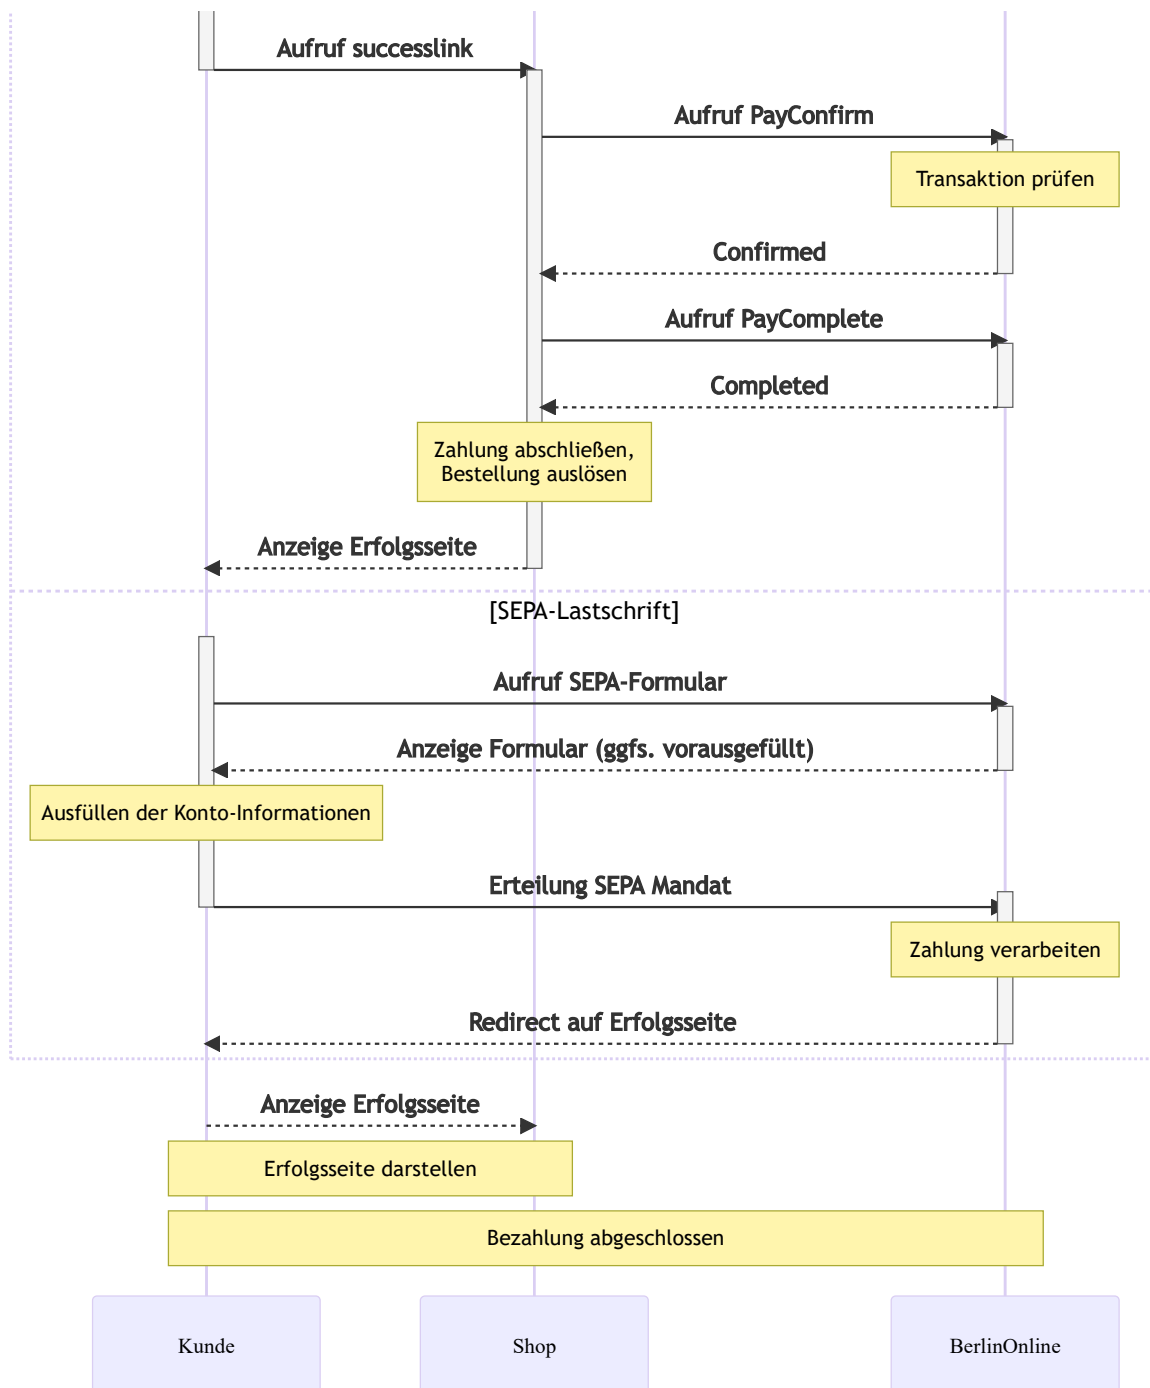 Aufruf successlink
Aufruf PayConfirm
Transaktion prüfen
Confirmed
Aufruf PayComplete
Completed
Zahlung abschließen,
Bestellung auslösen
Anzeige Erfolgsseite
[SEPA-Lastschrift]
Aufruf SEPA-Formular
Anzeige Formular (ggfs. vorausgefüllt)
Ausfüllen der Konto-Informationen
Erteilung SEPA Mandat
Zahlung verarbeiten
Redirect auf Erfolgsseite
Anzeige Erfolgsseite
Erfolgsseite darstellen
Bezahlung abgeschlossen
Kunde
Shop
BerlinOnline